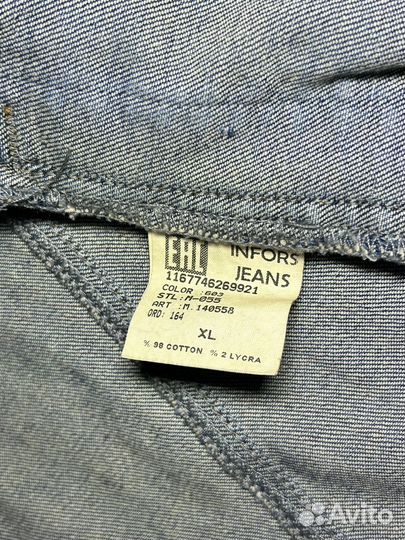 EAC INFORS
JEANS
1167746269921
COLOR :603
STL:M-055
ART :M.140558
ORD: 164
XL
% 98 COTTON % 2 LYCRA
Avito